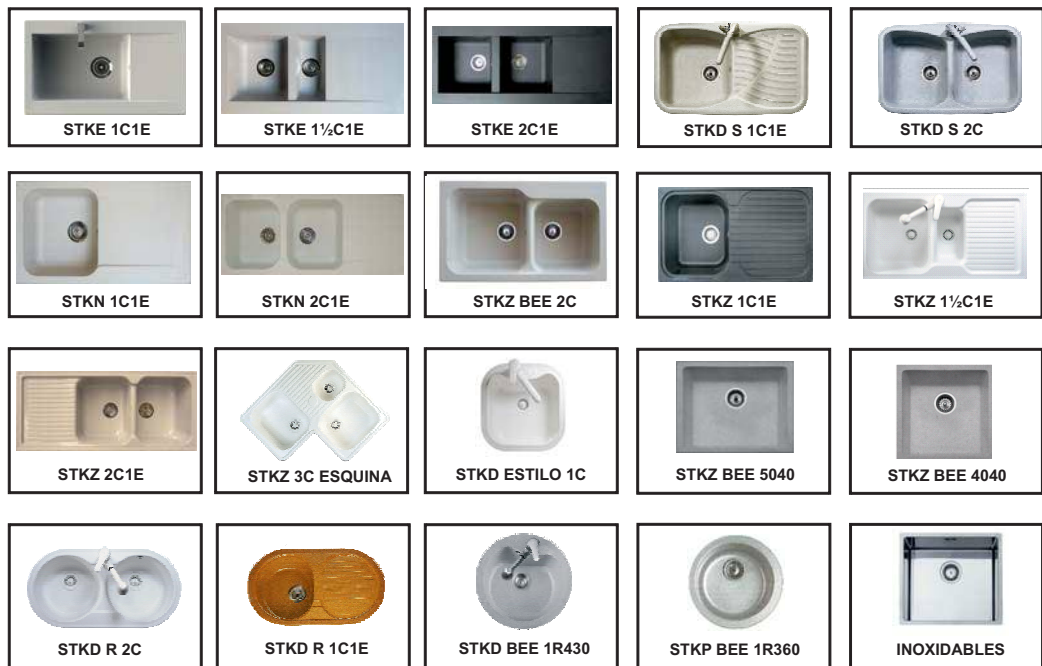 STKE 1C1E
STKE 1½C1E
STKE 2C1E
STKD S 1C1E
STKD S 2C
STKN 1C1E
STKN 2C1E
STKZ BEE 2C
STKZ 1C1E
STKZ 1½C1E
STKZ 2C1E
STKZ 3C ESQUINA
STKD ESTILO 1C
STKZ BEE 5040
STKZ BEE 4040
STKD R 2C
STKD R 1C1E
STKD BEE 1R430
STKP BEE 1R360
INOXIDABLES